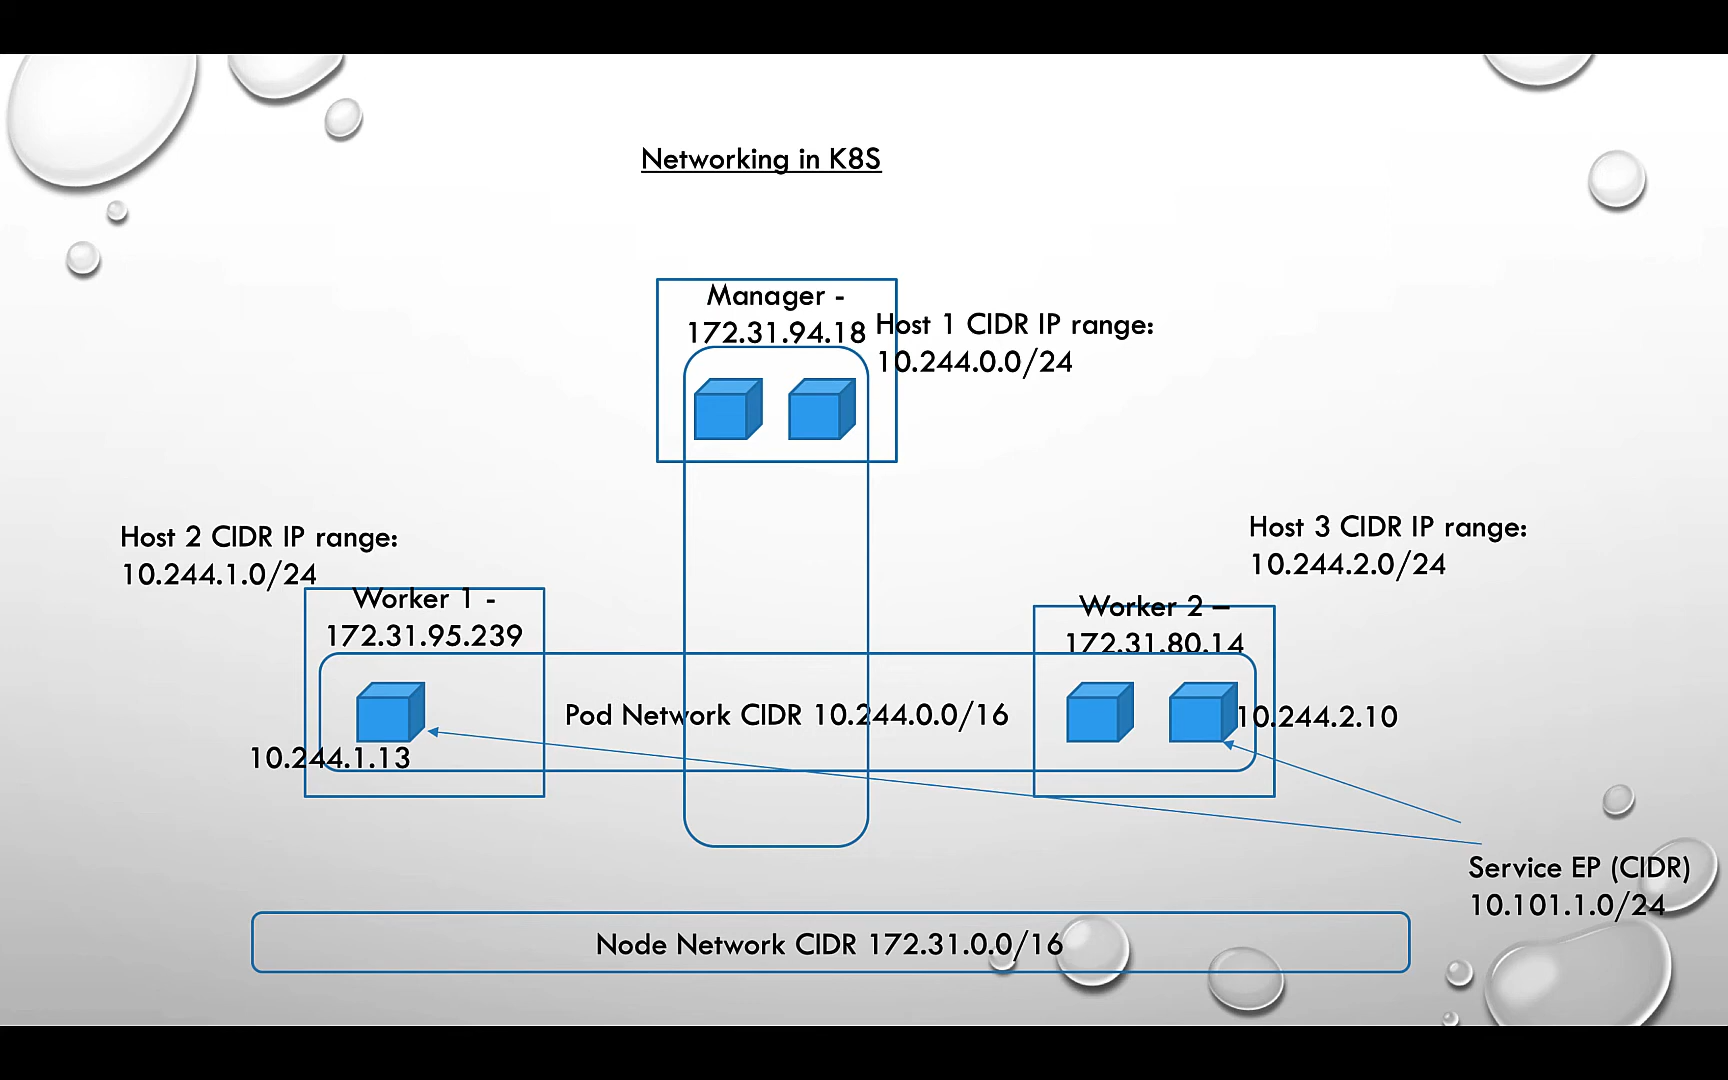 Networking in K8S
Manager -
172.31.94.18
Host 1 CIDR IP range:
10.244.0.0/24
Host 2 CIDR IP range:
10.244.1.0/24
Host 3 CIDR IP range:
10.244.2.0/24
Worker 1 -
172.31.95.239
Worker 2 –
172.31.80.14
Pod Network CIDR 10.244.0.0/16
10.244.2.10
10.244.1.13
Service EP (CIDR)
10.101.1.0/24
Node Network CIDR 172.31.0.0/16